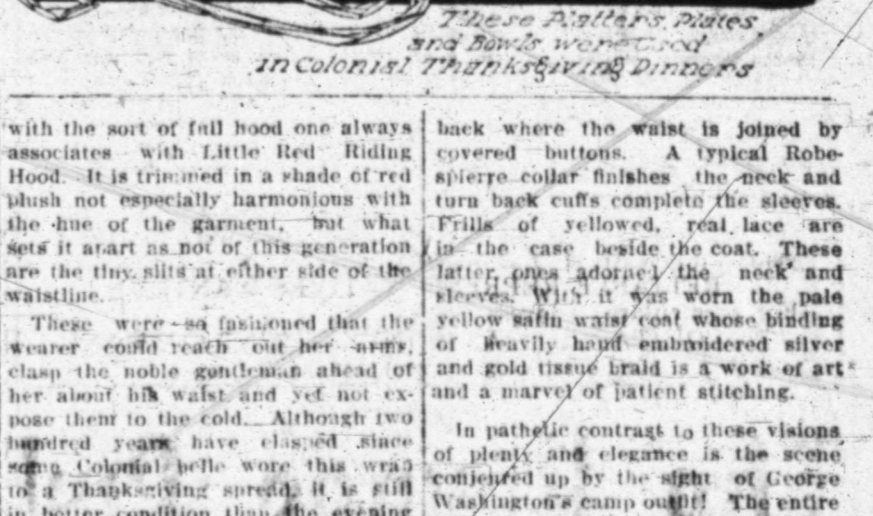 These Platters, Plates,
and Bowls were Used
in Colonial Thanksgiving Dinners
with the sort of full hood one always
associates with Little Red Riding
Hood. It is trimmed in a shade of red
plush not especially harmonious with
the hue of the garment, but what
sets it apart as not of this generation
are the tiny slits at either side of the
waistline.
These were so fashioned that the
wearer could reach out her arms,
clasp the noble gentleman ahead of
her about his waist and yet not ex-
pose them to the cold. Although two
hundred years have elapsed since
some Colonial belle wore this wrap
to a Thanksgiving spread, it is still
in better condition than the evening
back where the waist is joined by
covered buttons. A typical Robe-
spierre collar finishes the neck and
turn back cuffs complete the sleeves.
Frills of yellowed, real lace are
in the case beside the coat. These
latter ones adorned the neck and
sleeves. With it was worn the pale
yellow satin waist coat whose binding
of heavily hand embroidered silver
and gold tissue braid is a work of art
and a marvel of patient stitching.
In pathetic contrast to these visions
of plenty and elegance is the scene
conjured up by the sight of George
Washington's camp outfit! The entire